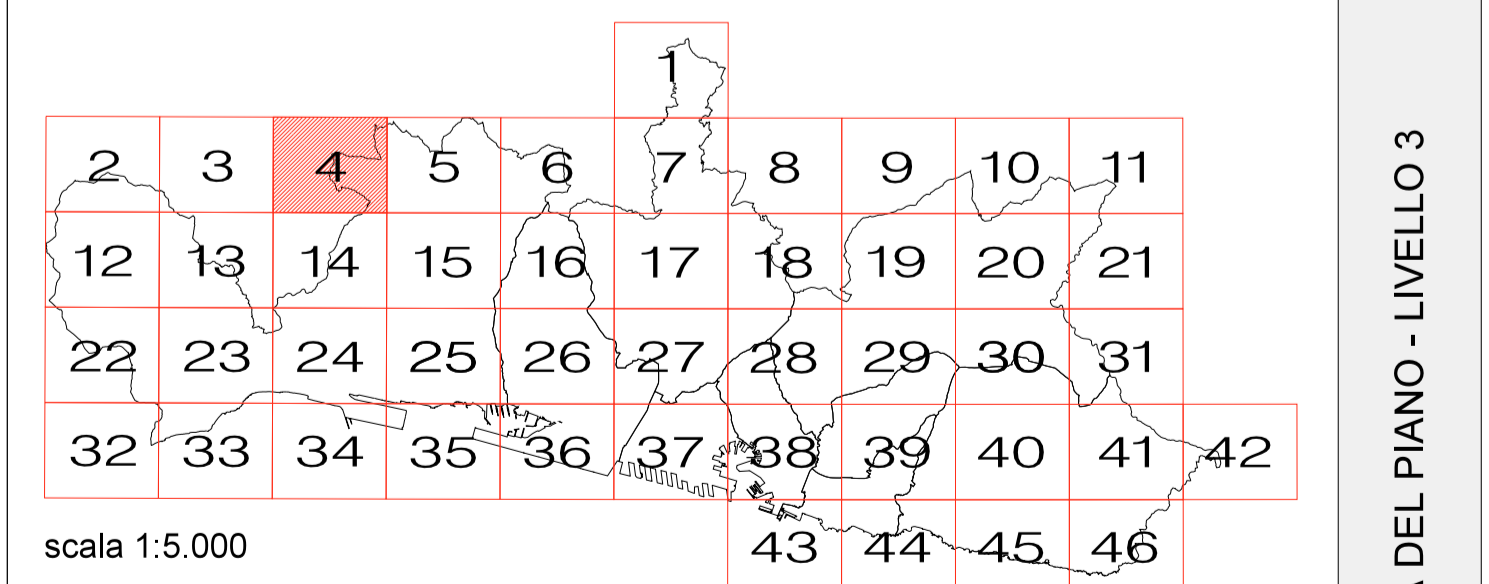 1
2 3 4 5 6 7 8 9 10 11
12 13 14 15 16 17 18 19 20 21
22 23 24 25 26 27 28 29 30 31
32 33 34 35 36 37 38 39 40 41 42
43 44 45 46
scala 1:5.000
DEL PIANO - LIVELLO 3